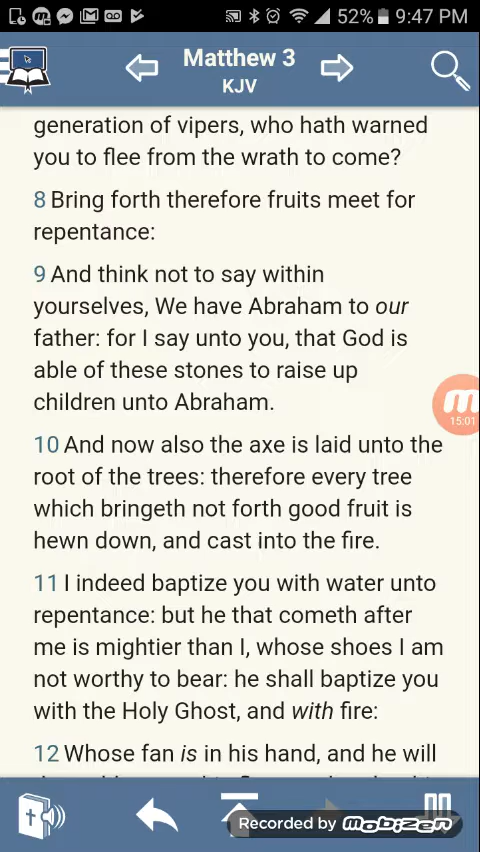 52% 9:47 PM
Matthew 3
KJV
generation of vipers, who hath warned
you to flee from the wrath to come?
8 Bring forth therefore fruits meet for
repentance:
9 And think not to say within
yourselves, We have Abraham to our
father: for I say unto you, that God is
able of these stones to raise up
children unto Abraham.
10 And now also the axe is laid unto the
root of the trees: therefore every tree
which bringeth not forth good fruit is
hewn down, and cast into the fire.
11 I indeed baptize you with water unto
repentance: but he that cometh after
me is mightier than I, whose shoes I am
not worthy to bear: he shall baptize you
with the Holy Ghost, and with fire:
12 Whose fan is in his hand, and he will
15:01
Recorded by mobizen